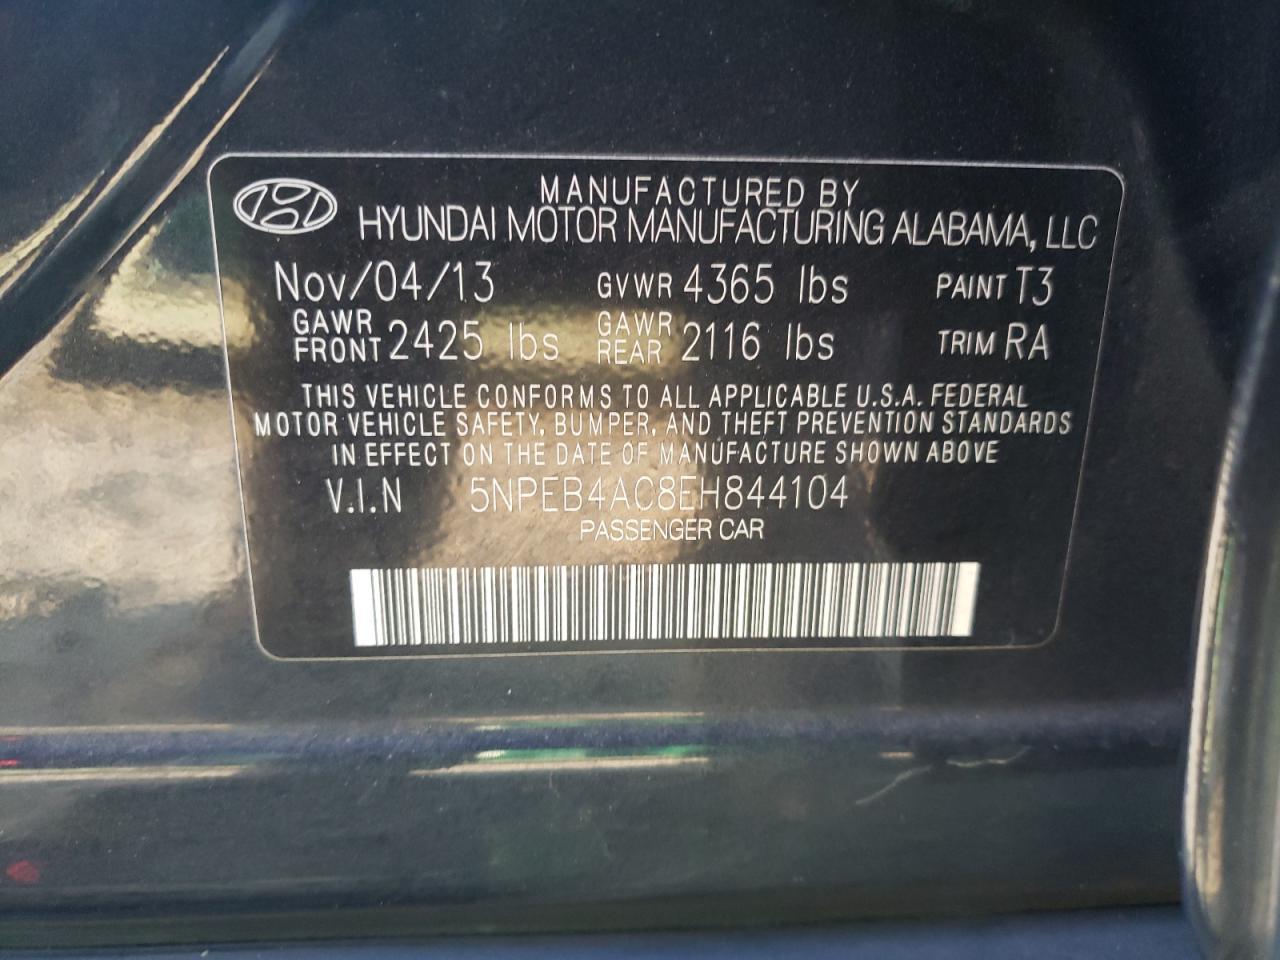 MANUFACTURED BY
HYUNDAI MOTOR MANUFACTURING ALABAMA, LLC
Nov/04/13 GVWR 4365 lbs PAINT T3
GAWR FRONT 2425 lbs GAWR REAR 2116 lbs TRIM RA
THIS VEHICLE CONFORMS TO ALL APPLICABLE U.S.A. FEDERAL
MOTOR VEHICLE SAFETY, BUMPER, AND THEFT PREVENTION STANDARDS
IN EFFECT ON THE DATE OF MANUFACTURE SHOWN ABOVE
V.I.N 5NPEB4AC8EH844104
PASSENGER CAR